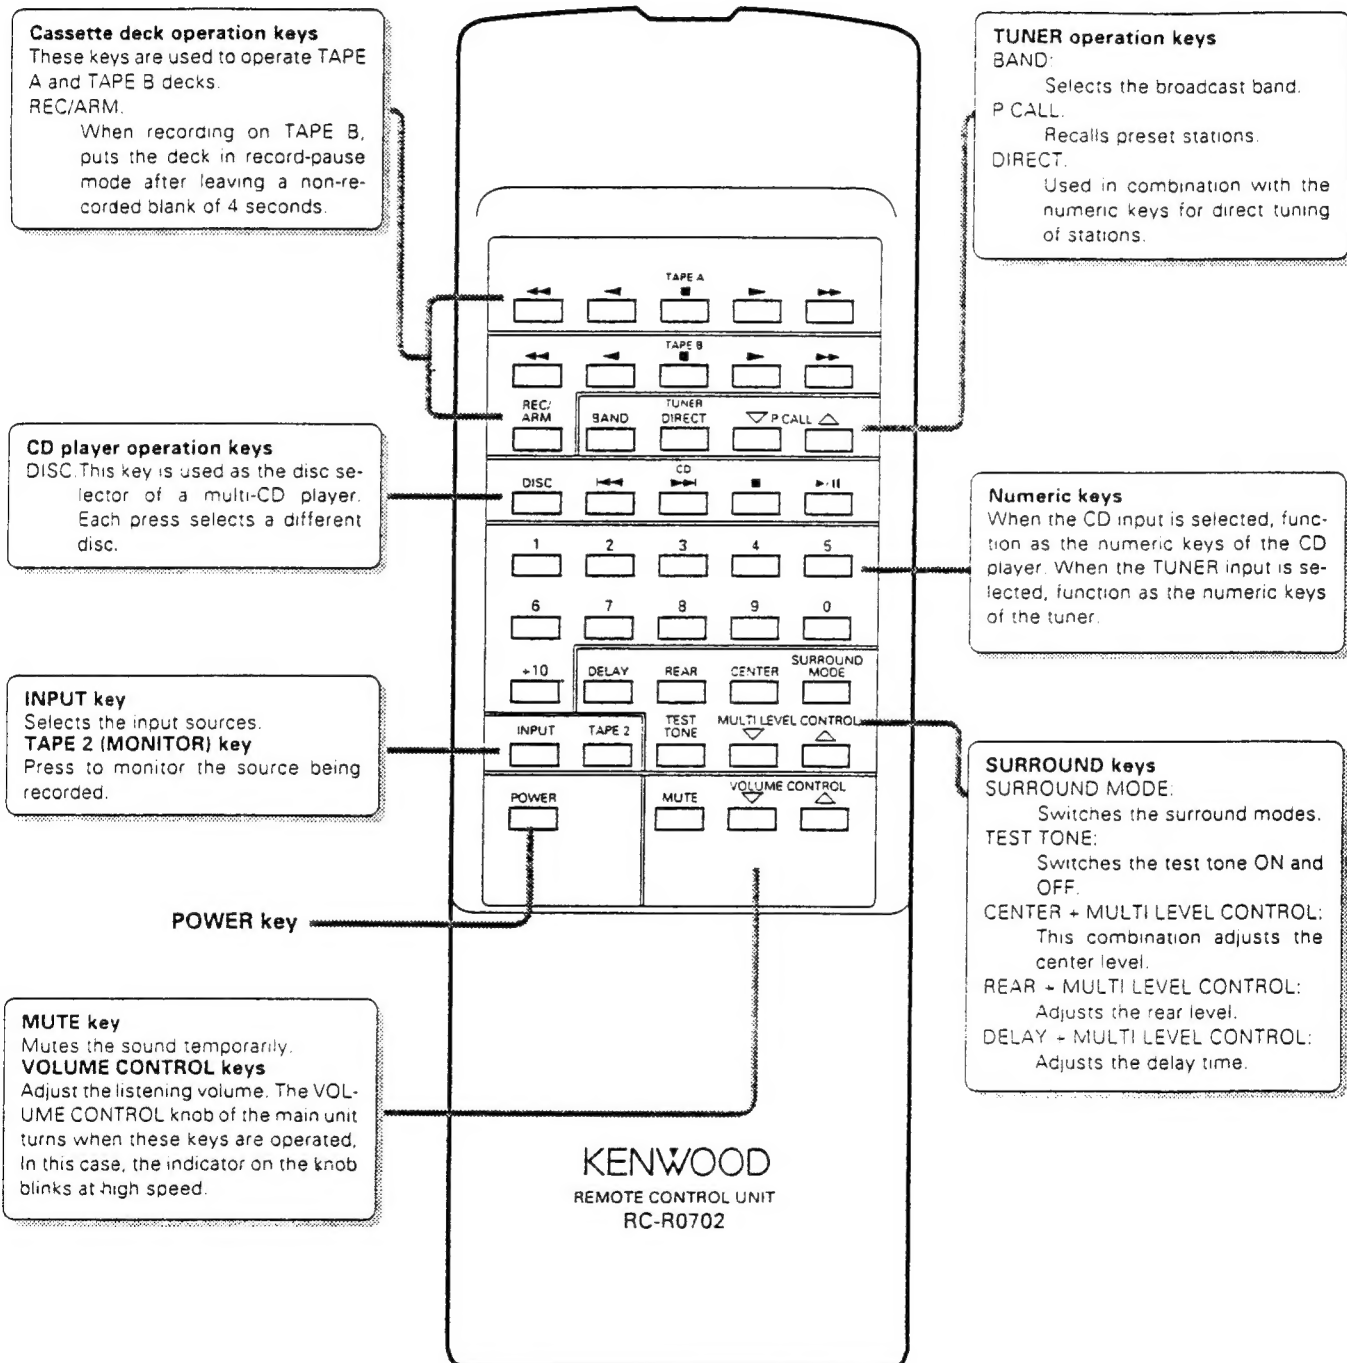 Cassette deck operation keys
These keys are used to operate TAPE
A and TAPE B decks.
REC/ARM.
When recording on TAPE B,
puts the deck in record-pause
mode after leaving a non-re-
corded blank of 4 seconds.
CD player operation keys
DISC.This key is used as the disc se-
lector of a multi-CD player.
Each press selects a different
disc.
INPUT key
Selects the input sources.
TAPE 2 (MONITOR) key
Press to monitor the source being
recorded.
POWER key
MUTE key
Mutes the sound temporarily.
VOLUME CONTROL keys
Adjust the listening volume. The VOL-
UME CONTROL knob of the main unit
turns when these keys are operated,
In this case, the indicator on the knob
blinks at high speed.
TAPE A
◄◄ ◄ ■ ► ►►
TAPE B
◄◄ ◄ ■ ► ►►
REC/
ARM
TUNER
BAND DIRECT ▽ P CALL △
CD
DISC I◄◄ ►►I ■ ►/II
1 2 3 4 5
6 7 8 9 0
+10 DELAY REAR CENTER SURROUND
MODE
INPUT TAPE 2 TEST
TONE
MULTI LEVEL CONTROL
▽ △
POWER MUTE VOLUME CONTROL
▽ △
KENWOOD
REMOTE CONTROL UNIT
RC-R0702
TUNER operation keys
BAND:
Selects the broadcast band.
P CALL.
Recalls preset stations.
DIRECT.
Used in combination with the
numeric keys for direct tuning
of stations.
Numeric keys
When the CD input is selected, func-
tion as the numeric keys of the CD
player. When the TUNER input is se-
lected, function as the numeric keys
of the tuner.
SURROUND keys
SURROUND MODE:
Switches the surround modes.
TEST TONE:
Switches the test tone ON and
OFF.
CENTER + MULTI LEVEL CONTROL:
This combination adjusts the
center level.
REAR + MULTI LEVEL CONTROL:
Adjusts the rear level.
DELAY + MULTI LEVEL CONTROL:
Adjusts the delay time.